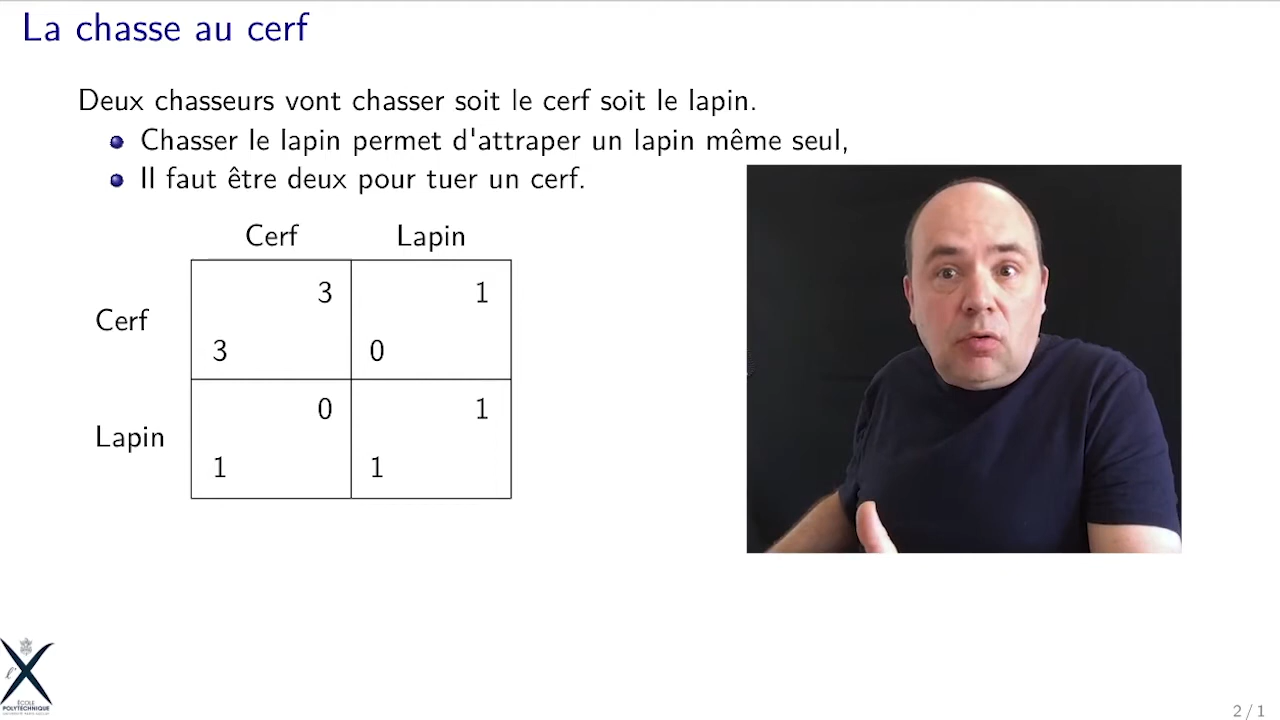 La chasse au cerf
Deux chasseurs vont chasser soit le cerf soit le lapin.
Chasser le lapin permet d'attraper un lapin même seul,
Il faut être deux pour tuer un cerf.
Cerf Lapin
3 1
Cerf
3 0
0 1
Lapin
1 1
ÉCOLE
POLYTECHNIQUE
2 / 1